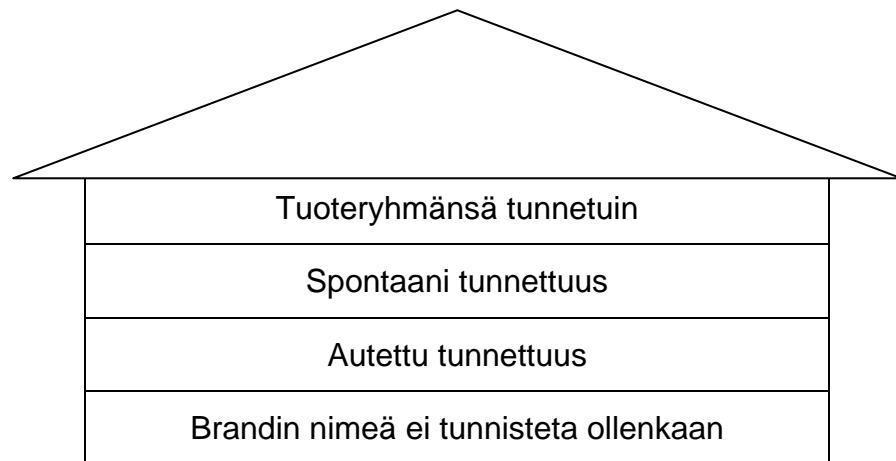 Tuoteryhmänsä tunnetuin
Spontaani tunnettuus
Autettu tunnettuus
Brandin nimeä ei tunnisteta ollenkaan